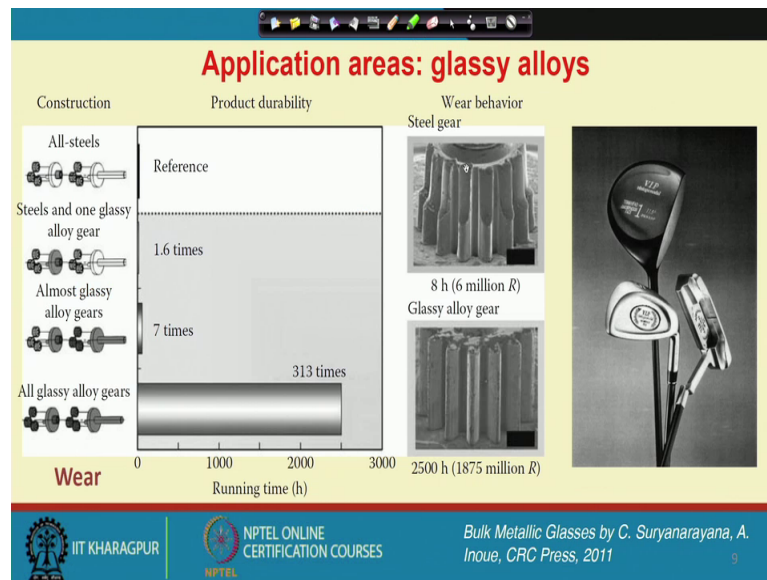 Application areas: glassy alloys
Construction
Product durability
Wear behavior
Steel gear
All-steels
Reference
Steels and one glassy
alloy gear
1.6 times
8 h (6 million R)
Almost glassy
alloy gears
7 times
Glassy alloy gear
313 times
All glassy alloy gears
0
1000
2000
3000
Running time (h)
2500 h (1875 million R)
Wear
V.I.P
IIT KHARAGPUR
NPTEL
NPTEL ONLINE
CERTIFICATION COURSES
Bulk Metallic Glasses by C. Suryanarayana, A.
Inoue, CRC Press, 2011
9